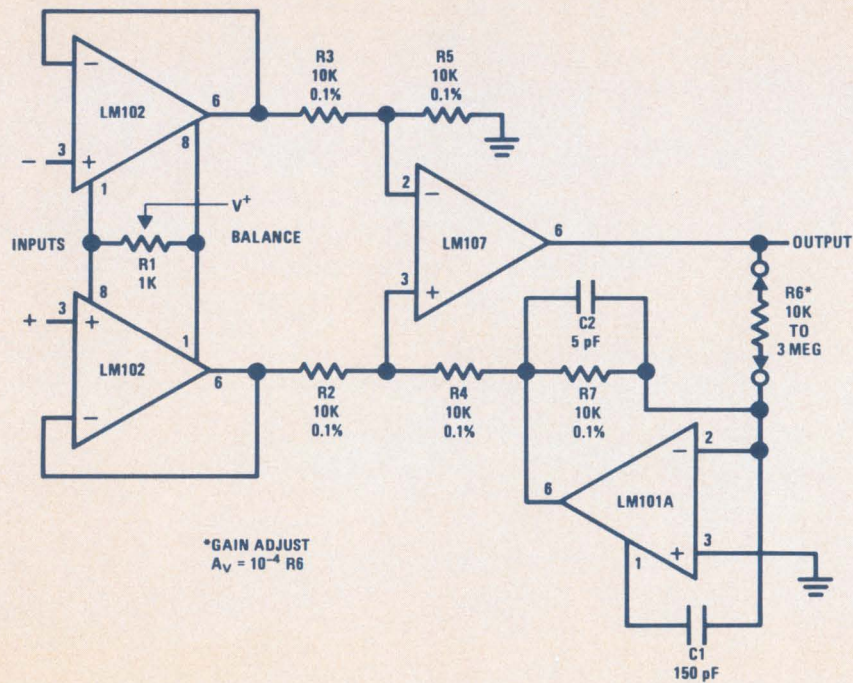 R3
10K
0.1%
R5
10K
0.1%
−
LM102
6
8
− 3 +
1
2 −
V+
INPUTS
R1
1K
BALANCE
LM107
6
OUTPUT
8
3 +
+ 3 +
1
LM102
6
−
C2
5 pF
R6*
10K
TO
3 MEG
R2
10K
0.1%
R4
10K
0.1%
R7
10K
0.1%
− 2
6
LM101A
+ 3
1
*GAIN ADJUST
AV = 10⁻⁴ R6
C1
150 pF